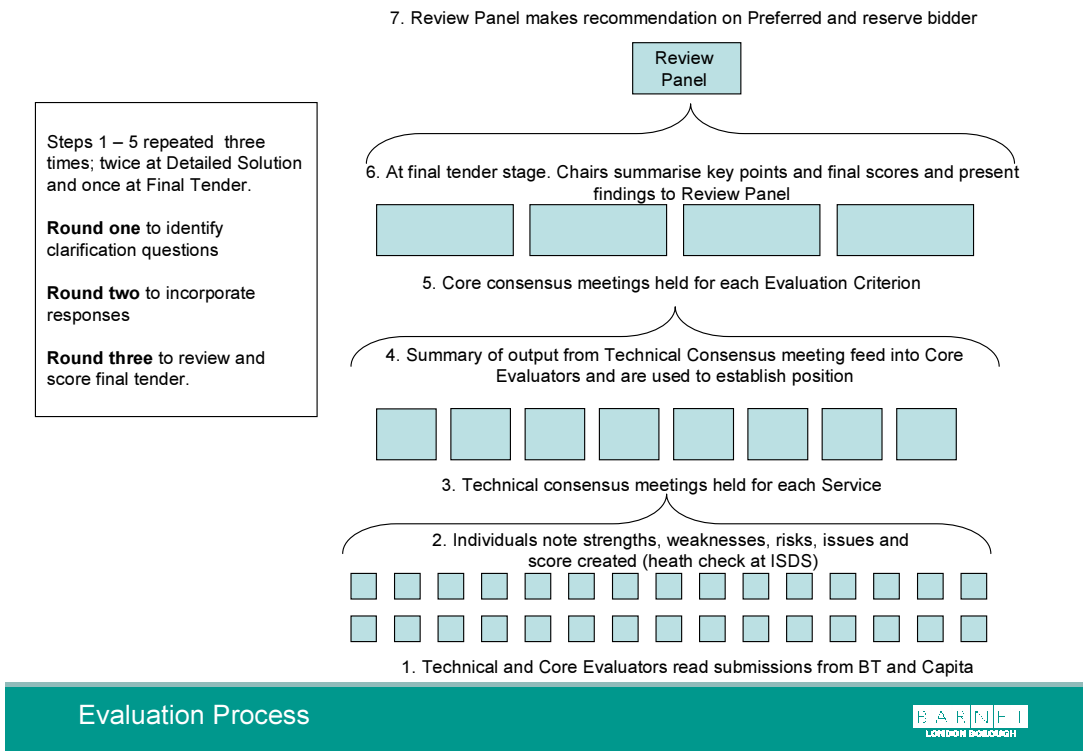 7. Review Panel makes recommendation on Preferred and reserve bidder
Review
Panel
Steps 1 – 5 repeated three
times; twice at Detailed Solution
and once at Final Tender.
Round one to identify
clarification questions
Round two to incorporate
responses
Round three to review and
score final tender.
6. At final tender stage. Chairs summarise key points and final scores and present
findings to Review Panel
5. Core consensus meetings held for each Evaluation Criterion
4. Summary of output from Technical Consensus meeting feed into Core
Evaluators and are used to establish position
3. Technical consensus meetings held for each Service
2. Individuals note strengths, weaknesses, risks, issues and
score created (heath check at ISDS)
1. Technical and Core Evaluators read submissions from BT and Capita
Evaluation Process
BARNET
LONDON BOROUGH